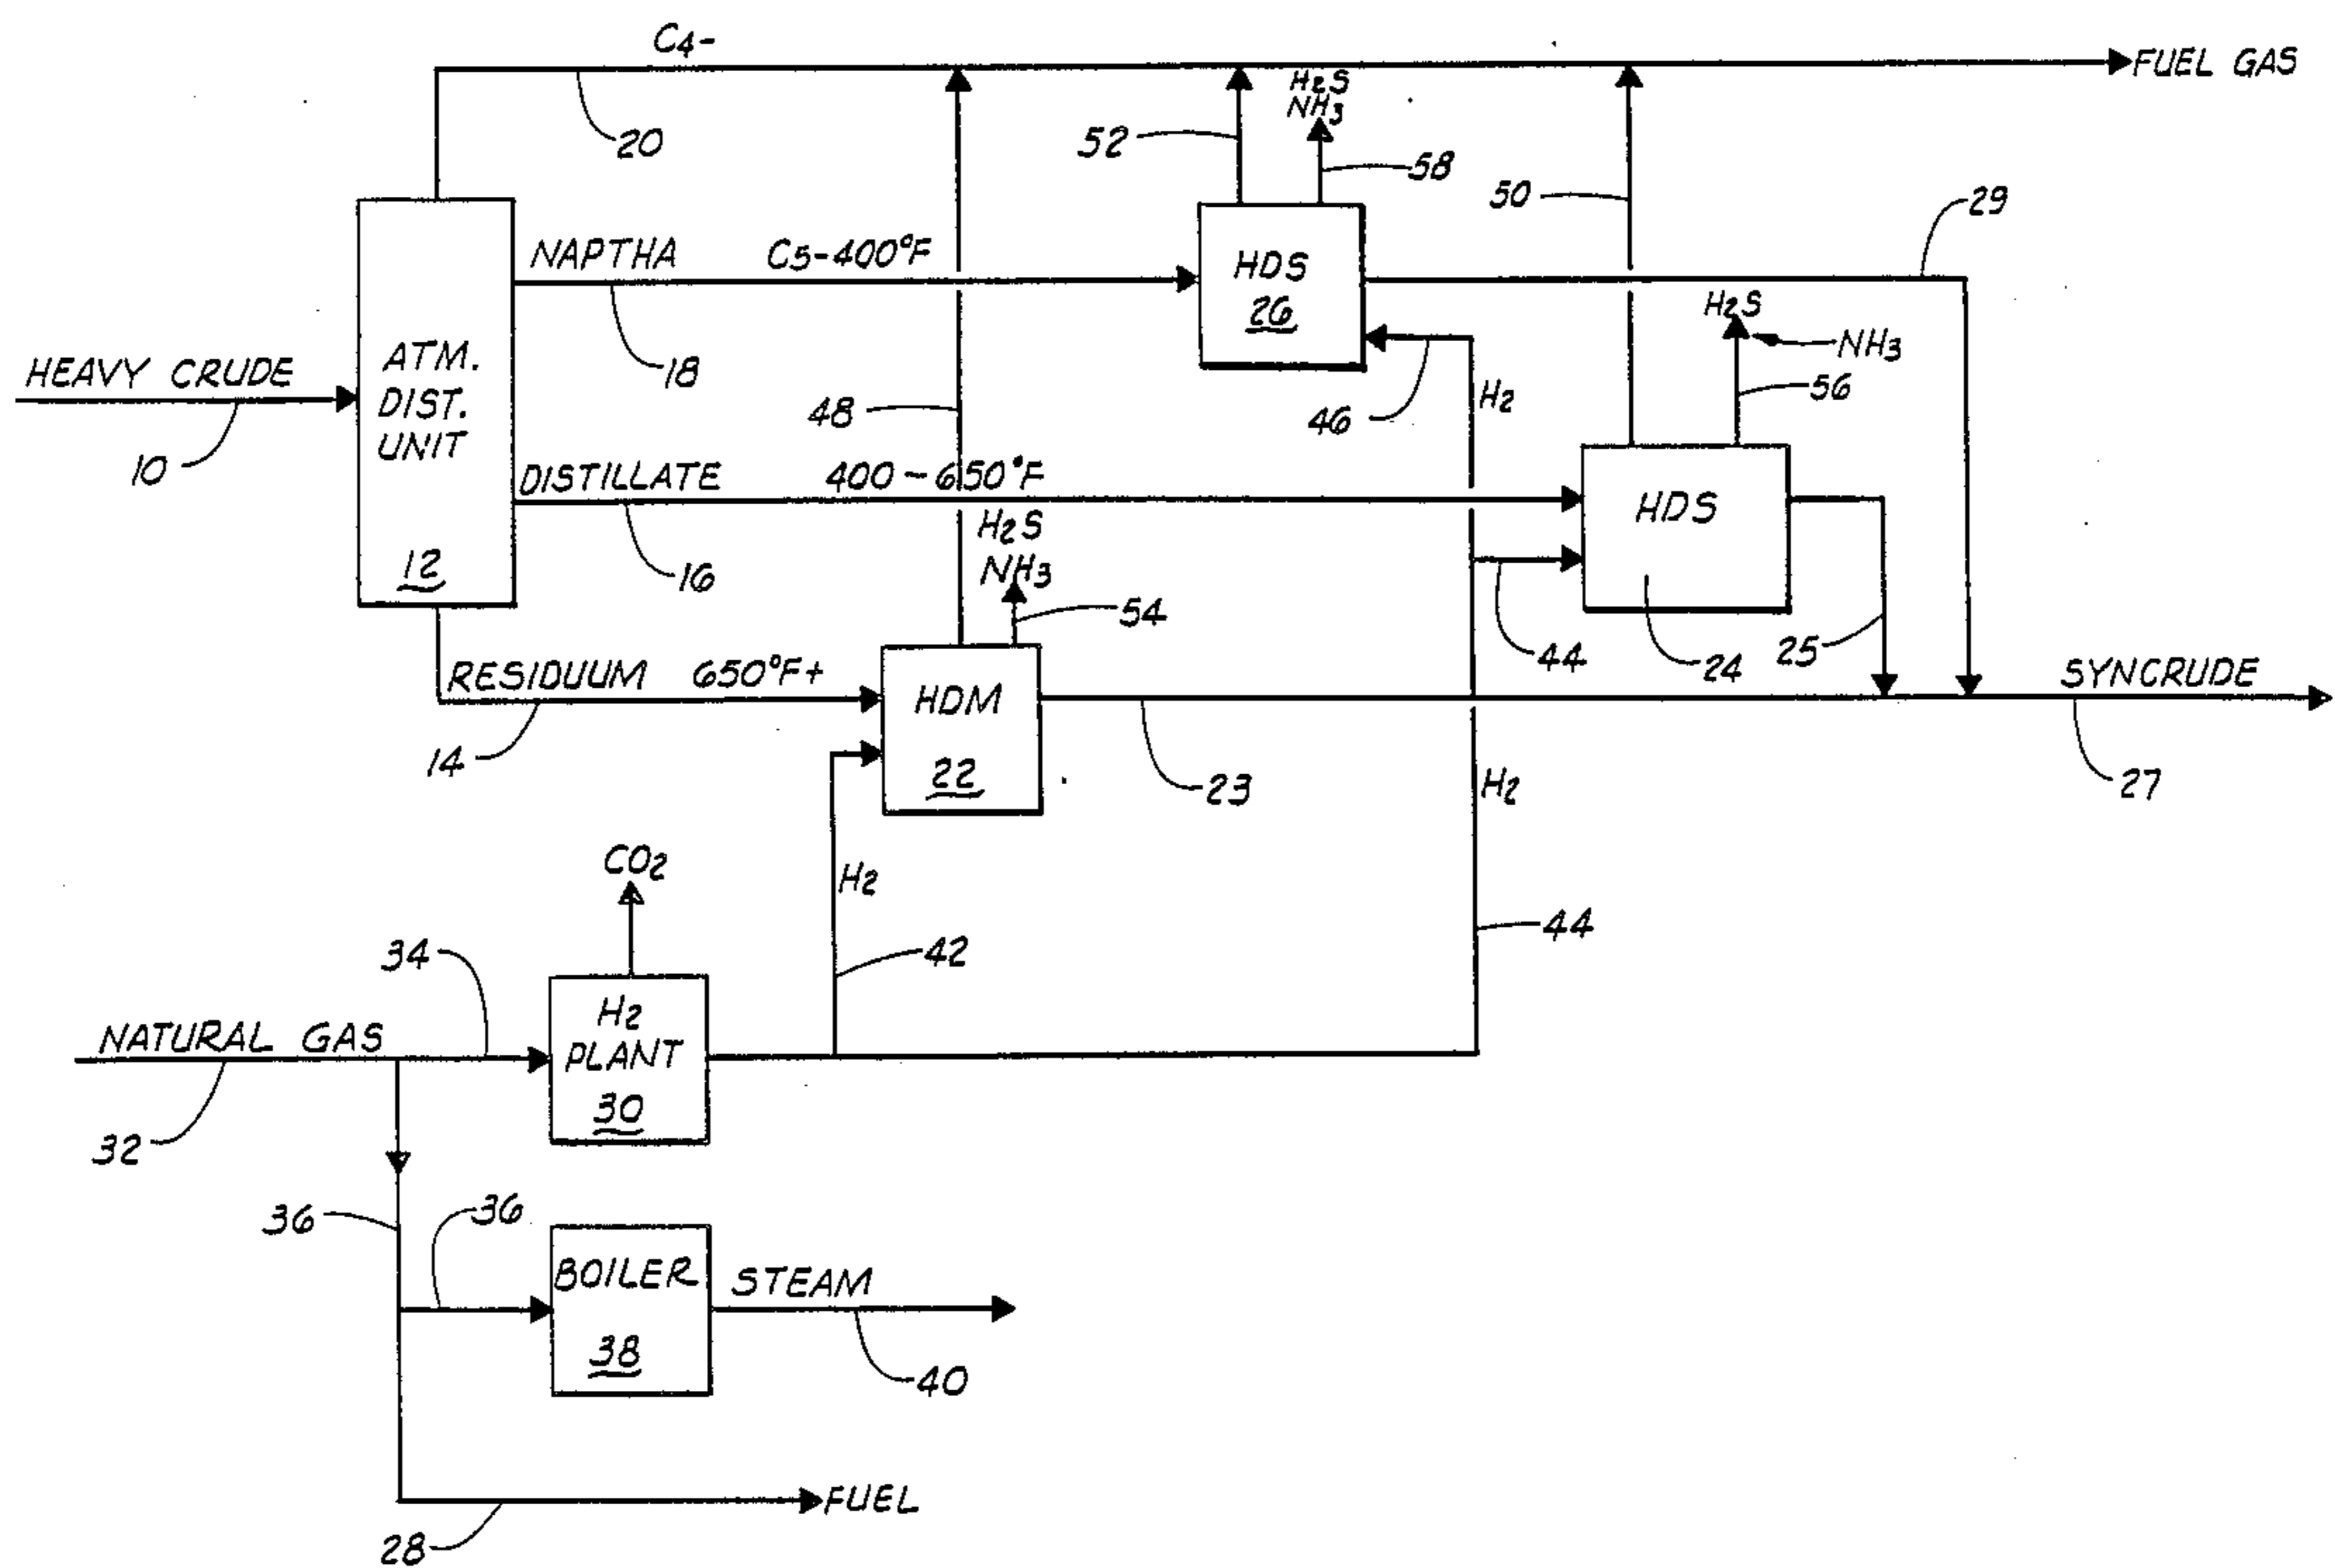 C4-
FUEL GAS
20
52
H2S
NH3
58
50
29
NAPTHA C5-400°F
18
HDS
26
H2S
NH3
56
HEAVY CRUDE
10
ATM.
DIST.
UNIT
12
48
46
H2
DISTILLATE 400-650°F
16
H2S
NH3
54
HDS
24
44
25
RESIDUUM 650°F+
14
HDM
22
23
H2
SYNCRUDE
27
CO2
H2
42
44
34
NATURAL GAS
32
H2
PLANT
30
36
36
BOILER
38
STEAM
40
FUEL
28